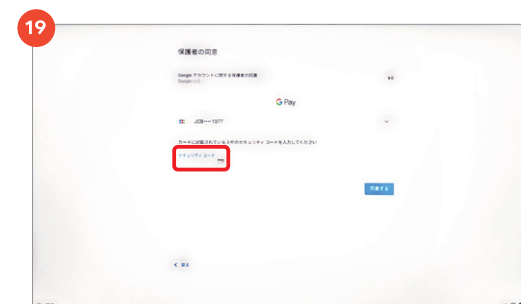 19
保護者の同意
Google アカウントに関する保護者の同意
Google LLC
¥0
G Pay
JCB
カードに記載されている 3 桁のセキュリティ コードを入力してください
セキュリティ コード
同意する
戻る